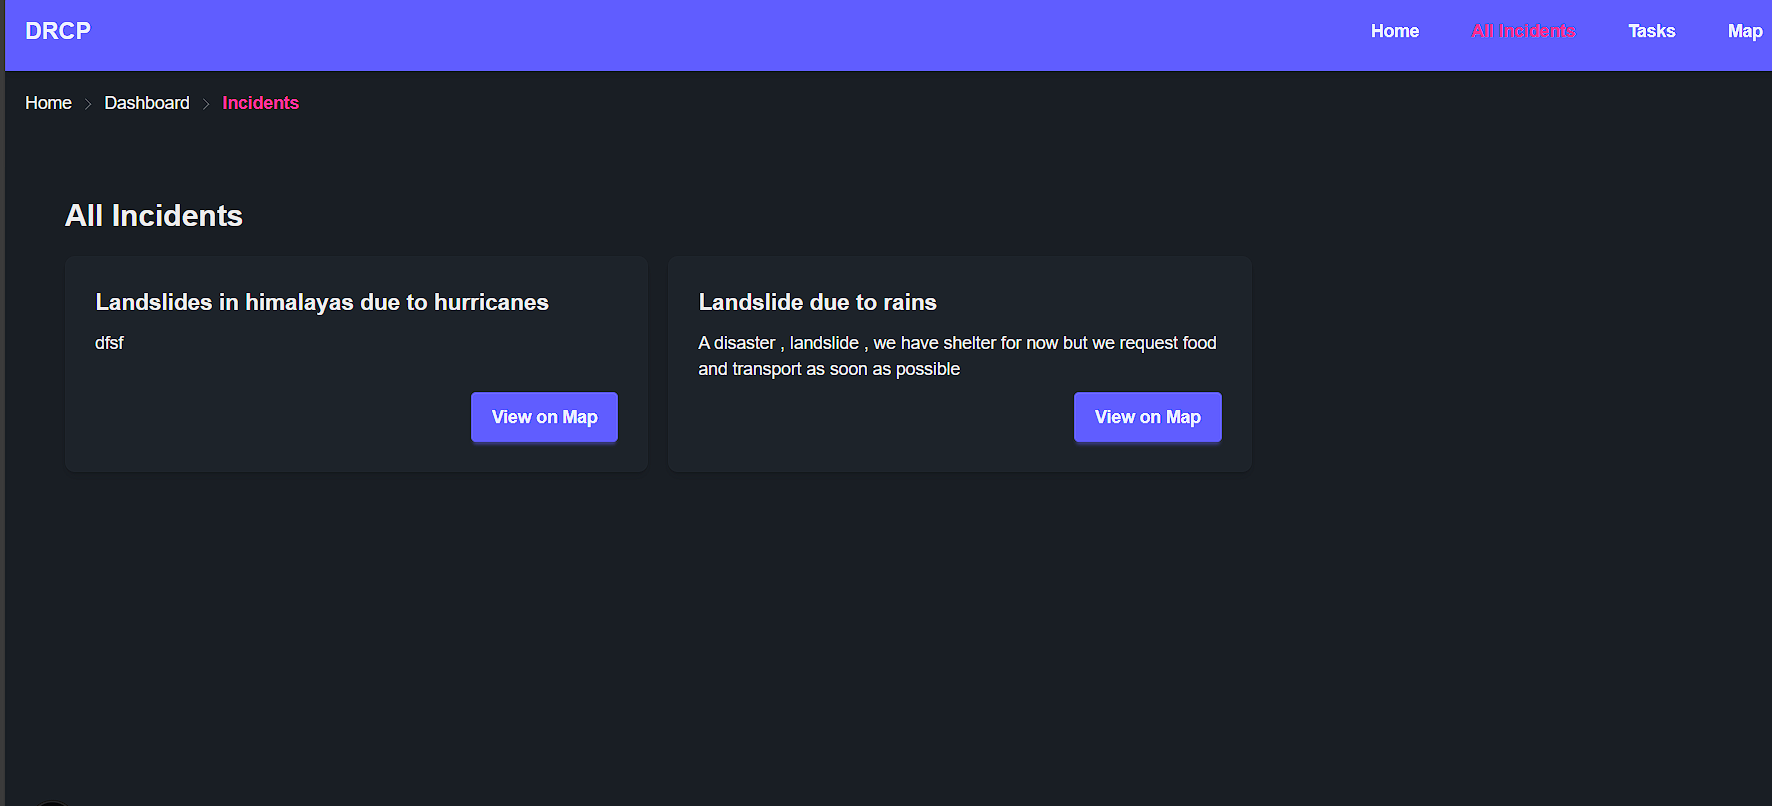 DRCP
Home All Incidents Tasks Map
Home > Dashboard > Incidents
All Incidents
Landslides in himalayas due to hurricanes
dfsf
View on Map
Landslide due to rains
A disaster , landslide , we have shelter for now but we request food
and transport as soon as possible
View on Map